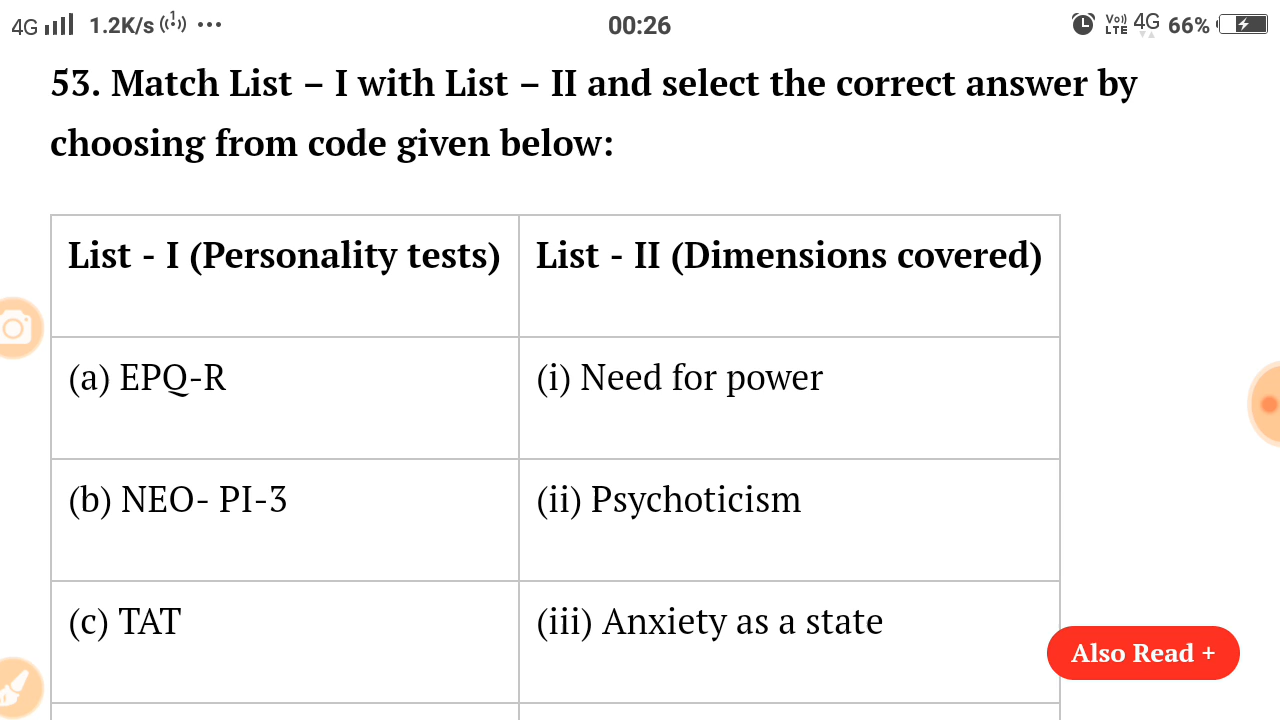 4G 1.2K/s 1 ... 00:26 Vo) LTE 4G 66%
53. Match List – I with List – II and select the correct answer by
choosing from code given below:
List - I (Personality tests) List - II (Dimensions covered)
(a) EPQ-R (i) Need for power
(b) NEO- PI-3 (ii) Psychoticism
(c) TAT (iii) Anxiety as a state
Also Read +